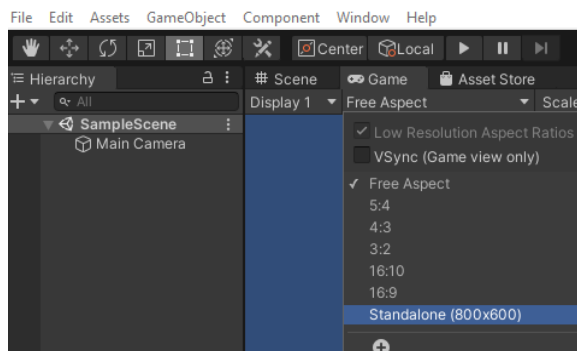 File Edit Assets GameObject Component Window Help
Center Local
Hierarchy # Scene Game Asset Store
All Display 1 Free Aspect Scale
SampleScene
Main Camera
Low Resolution Aspect Ratios
VSync (Game view only)
Free Aspect
5:4
4:3
3:2
16:10
16:9
Standalone (800x600)